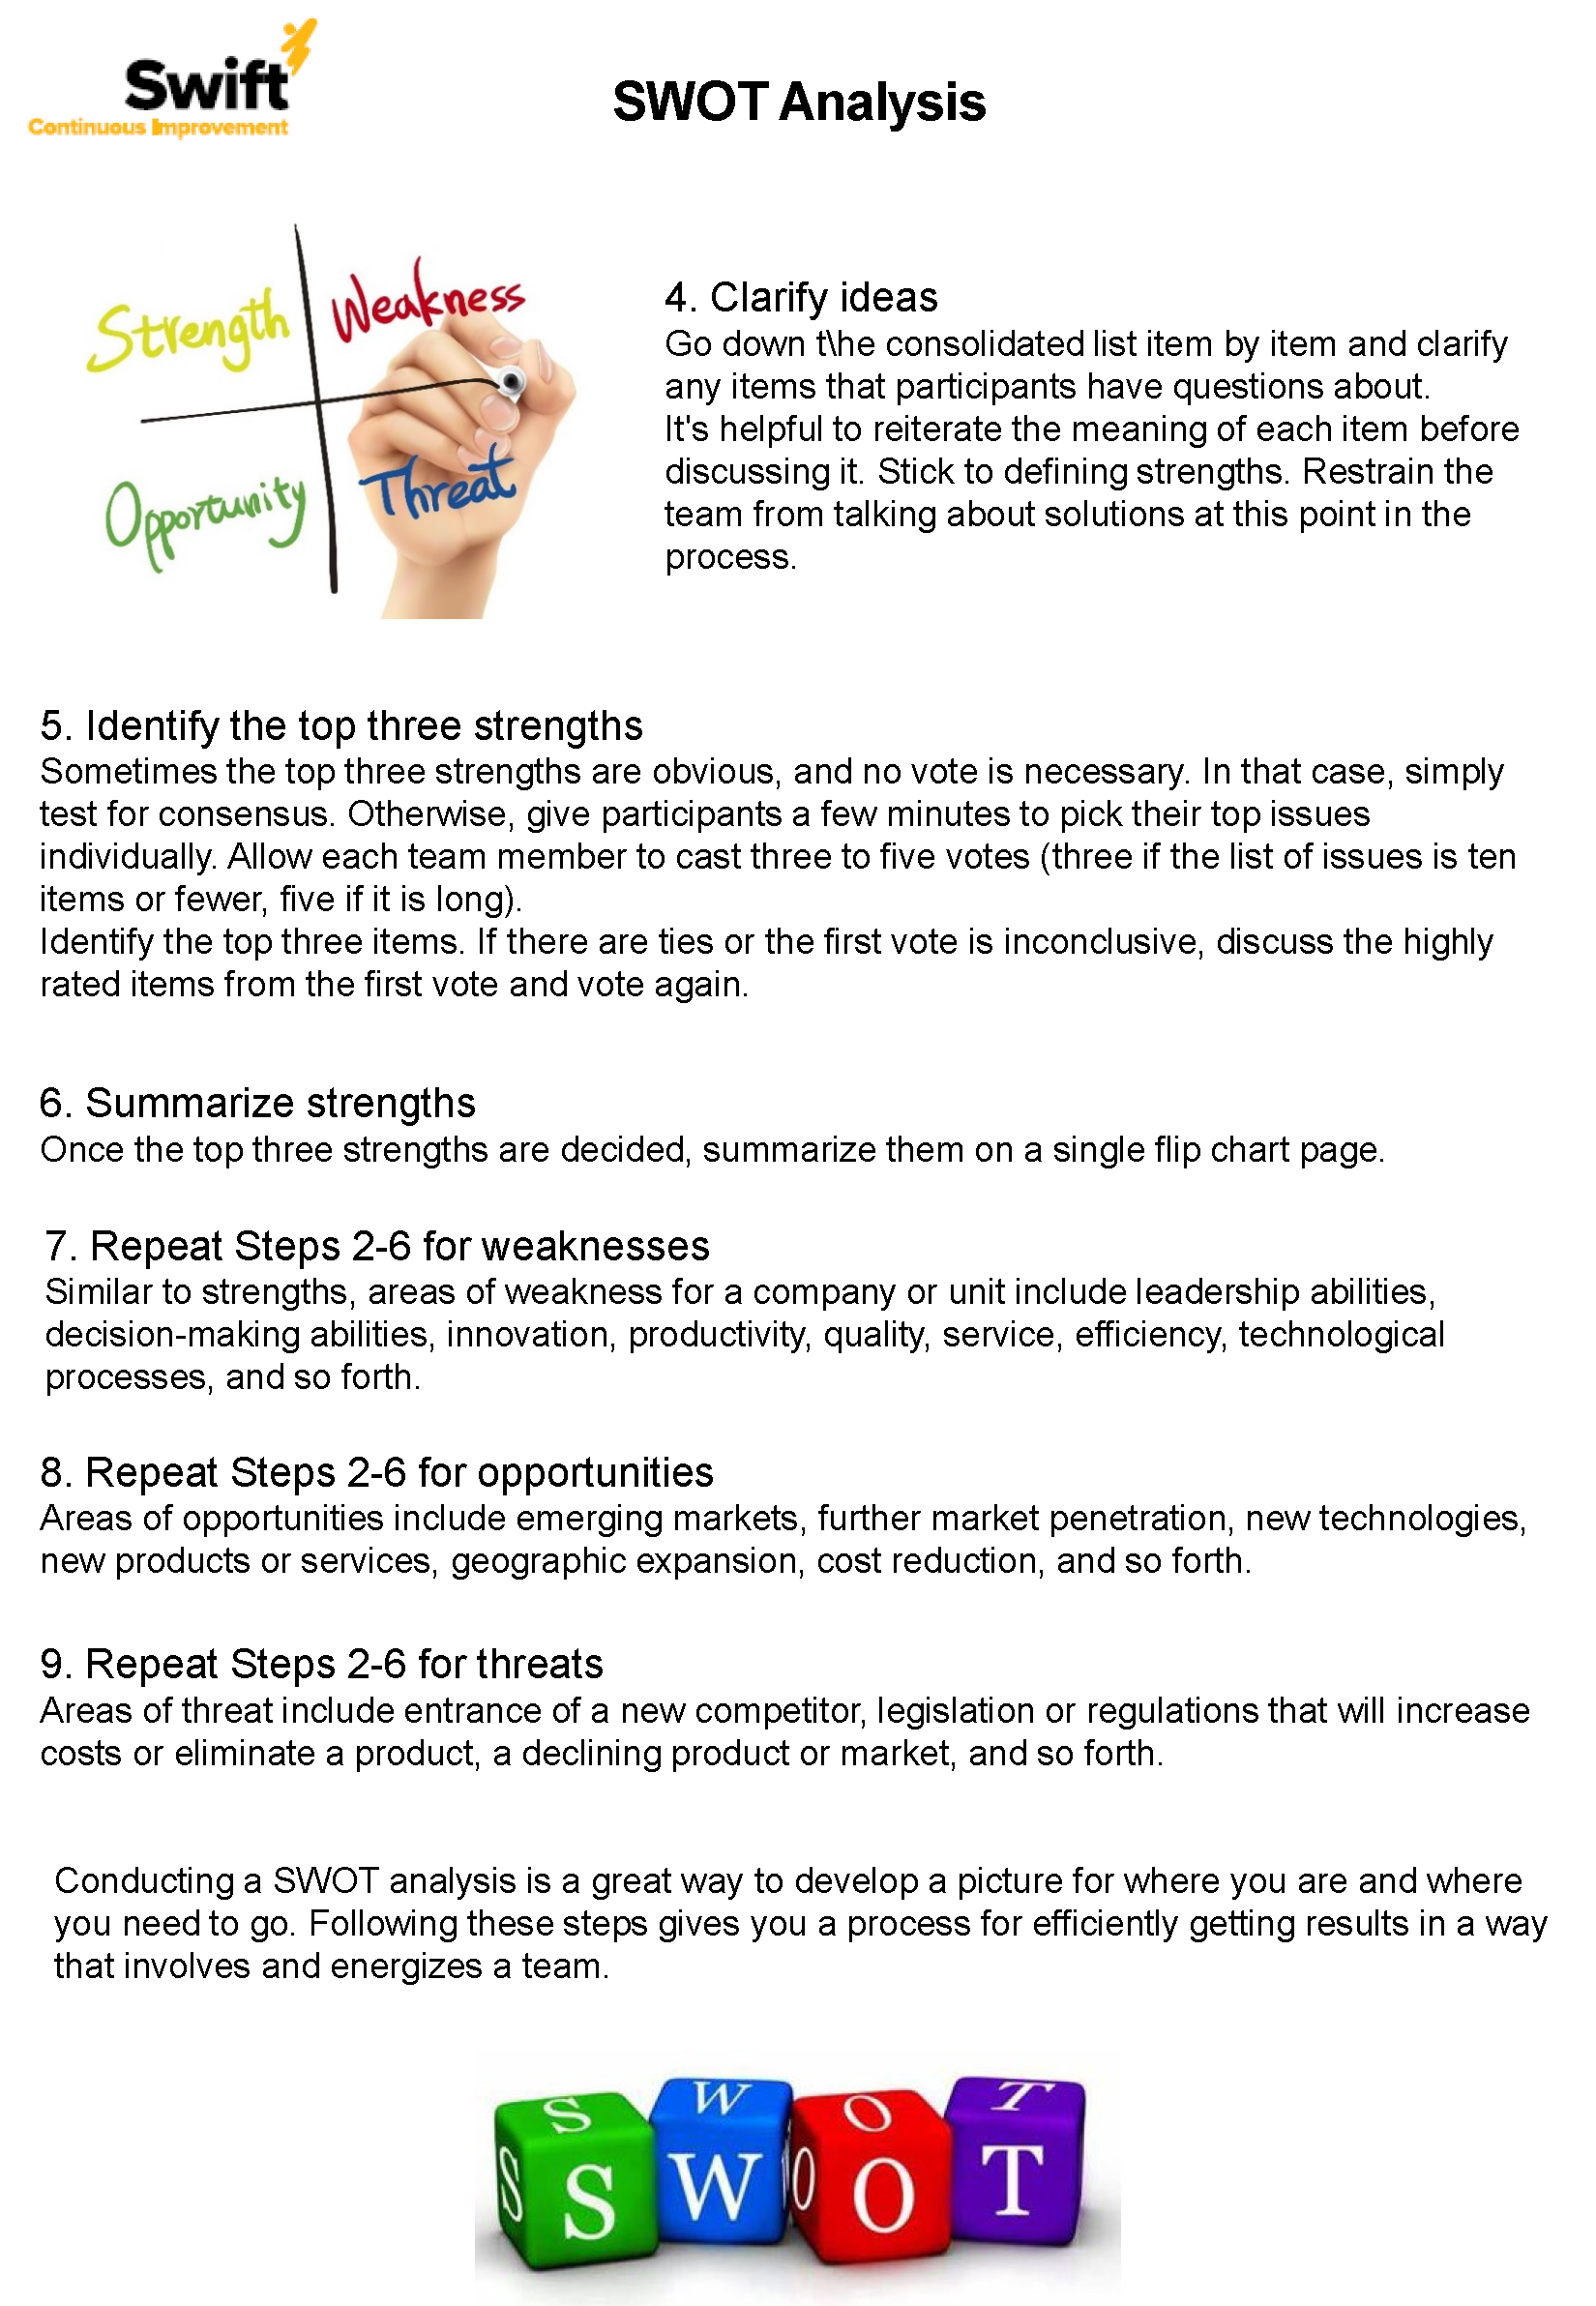 Swift
Continuous Improvement
SWOT Analysis
Strength
Weakness
Opportunity
Threat
4. Clarify ideas
Go down t\he consolidated list item by item and clarify
any items that participants have questions about.
It's helpful to reiterate the meaning of each item before
discussing it. Stick to defining strengths. Restrain the
team from talking about solutions at this point in the
process.
5. Identify the top three strengths
Sometimes the top three strengths are obvious, and no vote is necessary. In that case, simply
test for consensus. Otherwise, give participants a few minutes to pick their top issues
individually. Allow each team member to cast three to five votes (three if the list of issues is ten
items or fewer, five if it is long).
Identify the top three items. If there are ties or the first vote is inconclusive, discuss the highly
rated items from the first vote and vote again.
6. Summarize strengths
Once the top three strengths are decided, summarize them on a single flip chart page.
7. Repeat Steps 2-6 for weaknesses
Similar to strengths, areas of weakness for a company or unit include leadership abilities,
decision-making abilities, innovation, productivity, quality, service, efficiency, technological
processes, and so forth.
8. Repeat Steps 2-6 for opportunities
Areas of opportunities include emerging markets, further market penetration, new technologies,
new products or services, geographic expansion, cost reduction, and so forth.
9. Repeat Steps 2-6 for threats
Areas of threat include entrance of a new competitor, legislation or regulations that will increase
costs or eliminate a product, a declining product or market, and so forth.
Conducting a SWOT analysis is a great way to develop a picture for where you are and where
you need to go. Following these steps gives you a process for efficiently getting results in a way
that involves and energizes a team.
S W O T
S S W O O T